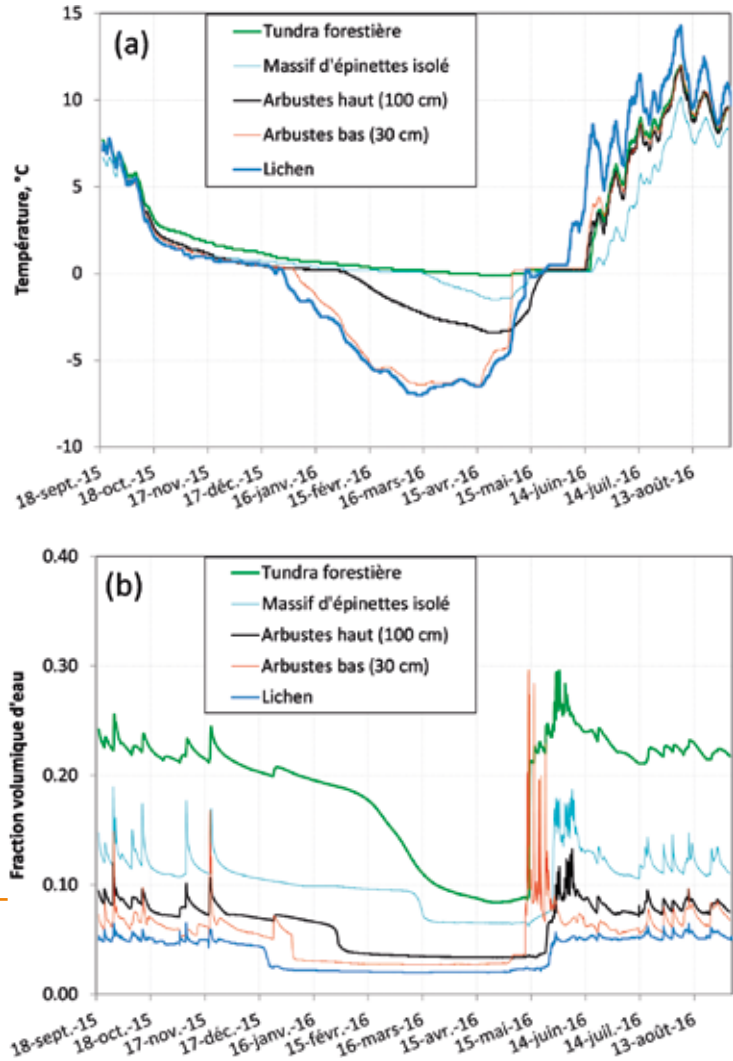 (a)
Tundra forestière
Massif d'épinettes isolé
Arbustes haut (100 cm)
Arbustes bas (30 cm)
Lichen
Température, °C
15
10
5
0
-5
-10
18-sept.-15
18-oct.-15
17-nov.-15
17-déc.-15
16-janv.-16
15-févr.-16
16-mars-16
15-avr.-16
15-mai-16
14-juin-16
14-juil.-16
13-août-16
(b)
Tundra forestière
Massif d'épinettes isolé
Arbustes haut (100 cm)
Arbustes bas (30 cm)
Lichen
Fraction volumique d'eau
0.40
0.30
0.20
0.10
0.00
18-sept.-15
18-oct.-15
17-nov.-15
17-déc.-15
16-janv.-16
15-févr.-16
16-mars-16
15-avr.-16
15-mai-16
14-juin-16
14-juil.-16
13-août-16